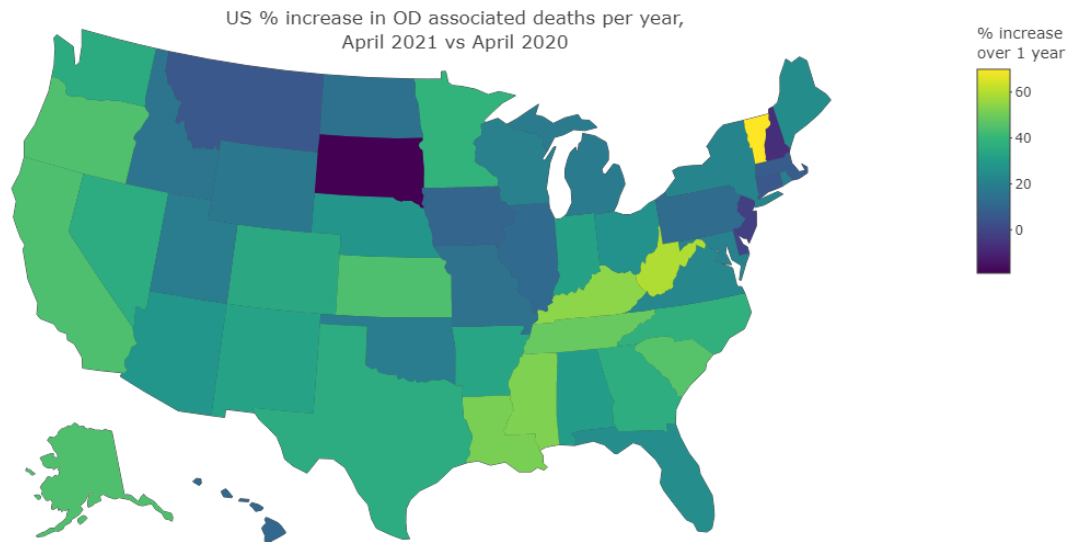 US % increase in OD associated deaths per year,
April 2021 vs April 2020
% increase
over 1 year
60
40
20
0